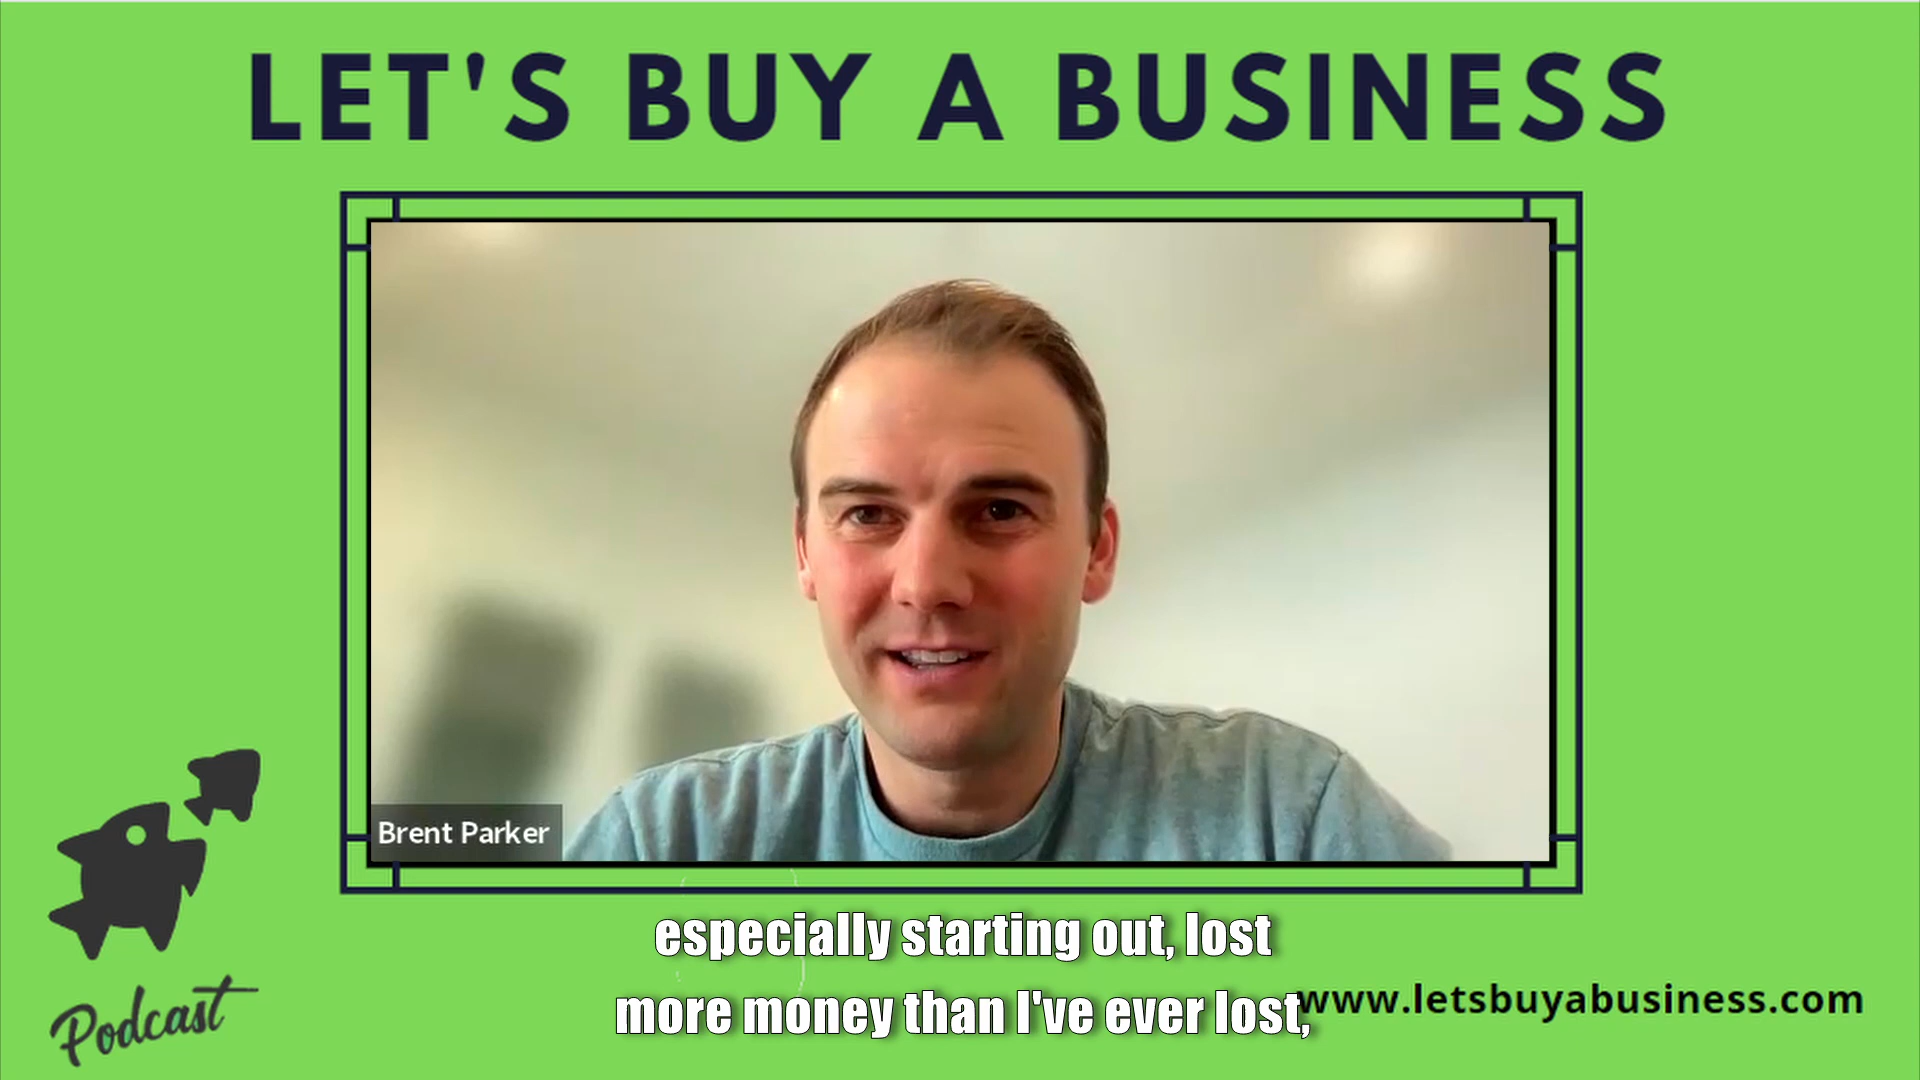 LET'S BUY A BUSINESS
Brent Parker
especially starting out, lost
more money than I've ever lost,
www.letsbuyabusiness.com
Podcast